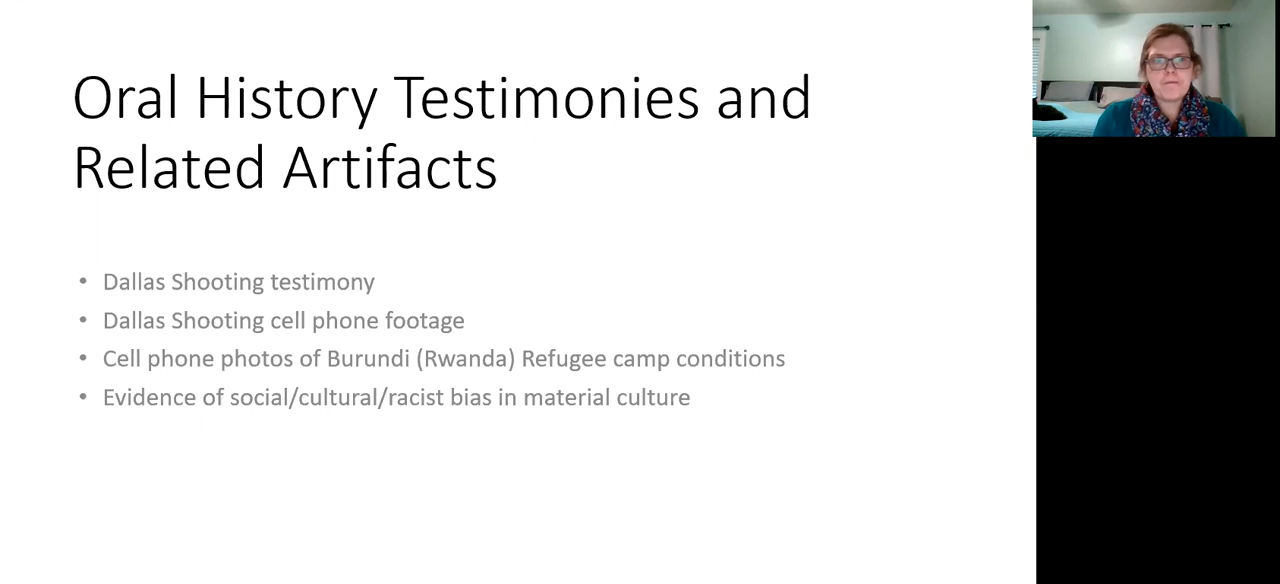 Oral History Testimonies and
Related Artifacts
• Dallas Shooting testimony
• Dallas Shooting cell phone footage
• Cell phone photos of Burundi (Rwanda) Refugee camp conditions
• Evidence of social/cultural/racist bias in material culture